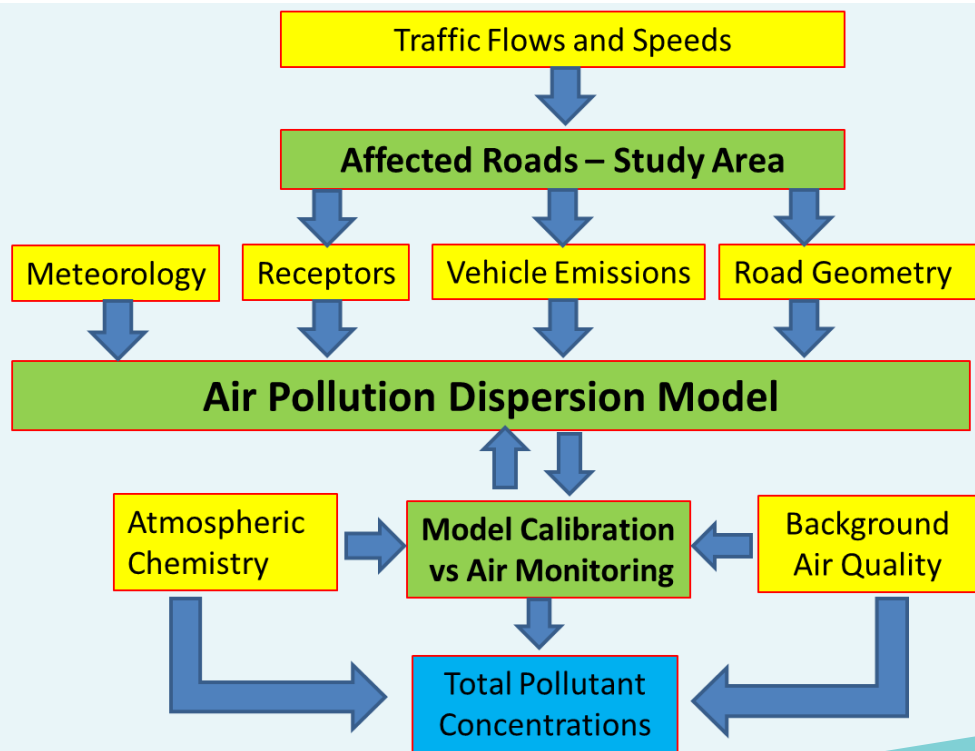 Traffic Flows and Speeds
Affected Roads – Study Area
Meteorology
Receptors
Vehicle Emissions
Road Geometry
Air Pollution Dispersion Model
Atmospheric
Chemistry
Model Calibration
vs Air Monitoring
Background
Air Quality
Total Pollutant
Concentrations